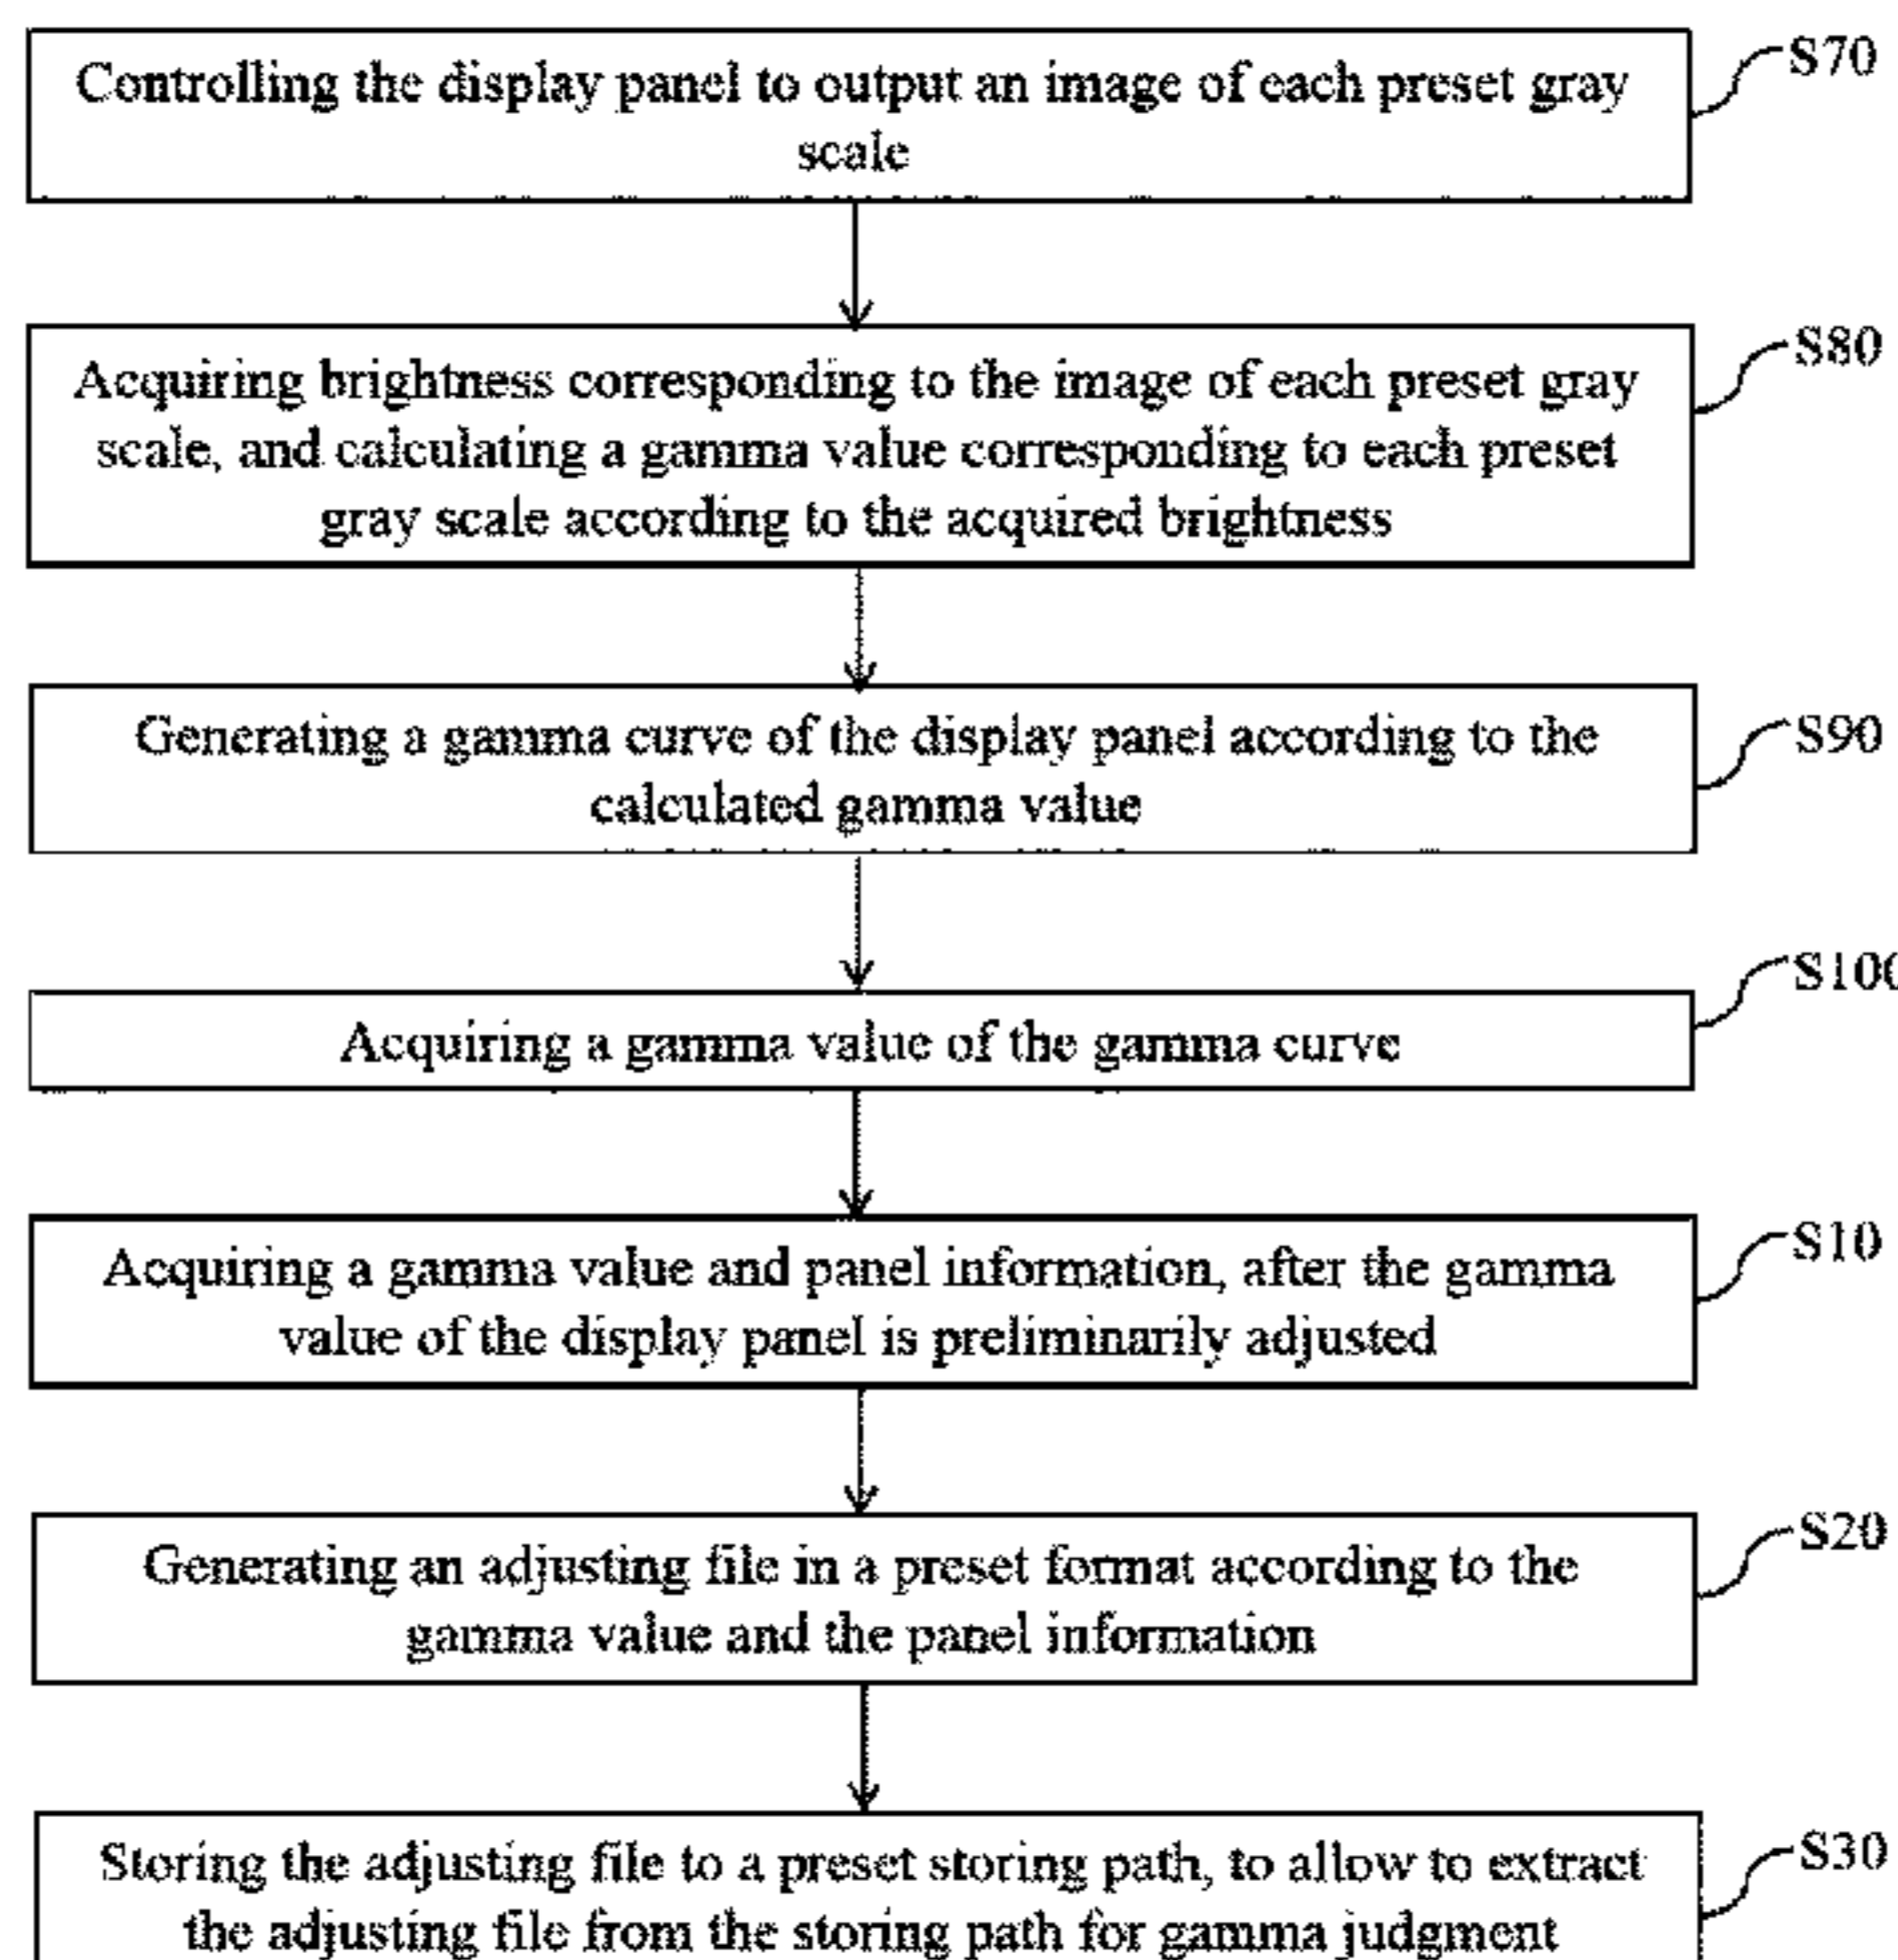 Controlling the display panel to output an image of each preset gray
scale
S70
Acquiring brightness corresponding to the image of each preset gray
scale, and calculating a gamma value corresponding to each preset
gray scale according to the acquired brightness
S80
Generating a gamma curve of the display panel according to the
calculated gamma value
S90
Acquiring a gamma value of the gamma curve
S100
Acquiring a gamma value and panel information, after the gamma
value of the display panel is preliminarily adjusted
S10
Generating an adjusting file in a preset format according to the
gamma value and the panel information
S20
Storing the adjusting file to a preset storing path, to allow to extract
the adjusting file from the storing path for gamma judgment
S30